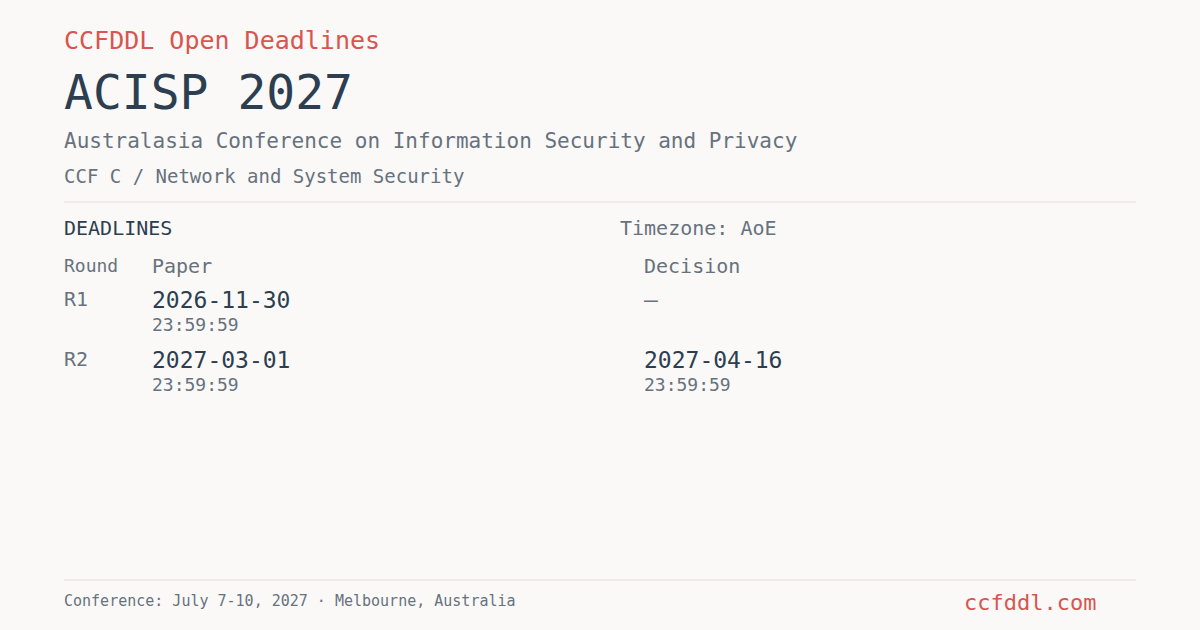 CCFDDL Open Deadlines
ACISP 2027
Australasia Conference on Information Security and Privacy
CCF C / Network and System Security
DEADLINES Timezone: AoE
Round Paper Decision
R1 2026-11-30 —
23:59:59
R2 2027-03-01 2027-04-16
23:59:59 23:59:59
Conference: July 7-10, 2027 · Melbourne, Australia ccfddl.com